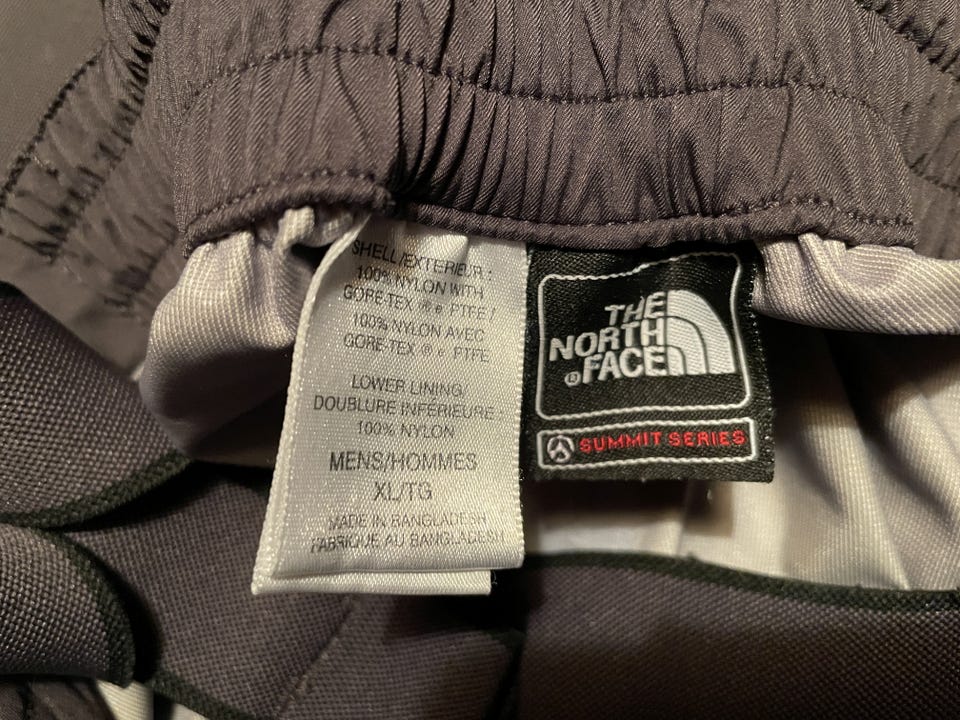 SHELL/EXTERIEUR :
100% NYLON WITH
GORE-TEX ® e PTFE /
100% NYLON AVEC
GORE-TEX ® e PTFE
LOWER LINING/
DOUBLURE INFERIEURE
100% NYLON
MENS/HOMMES
XL/TG
MADE IN BANGLADESH
FABRIQUE AU BANGLADESH
THE
NORTH
® FACE
SUMMIT SERIES